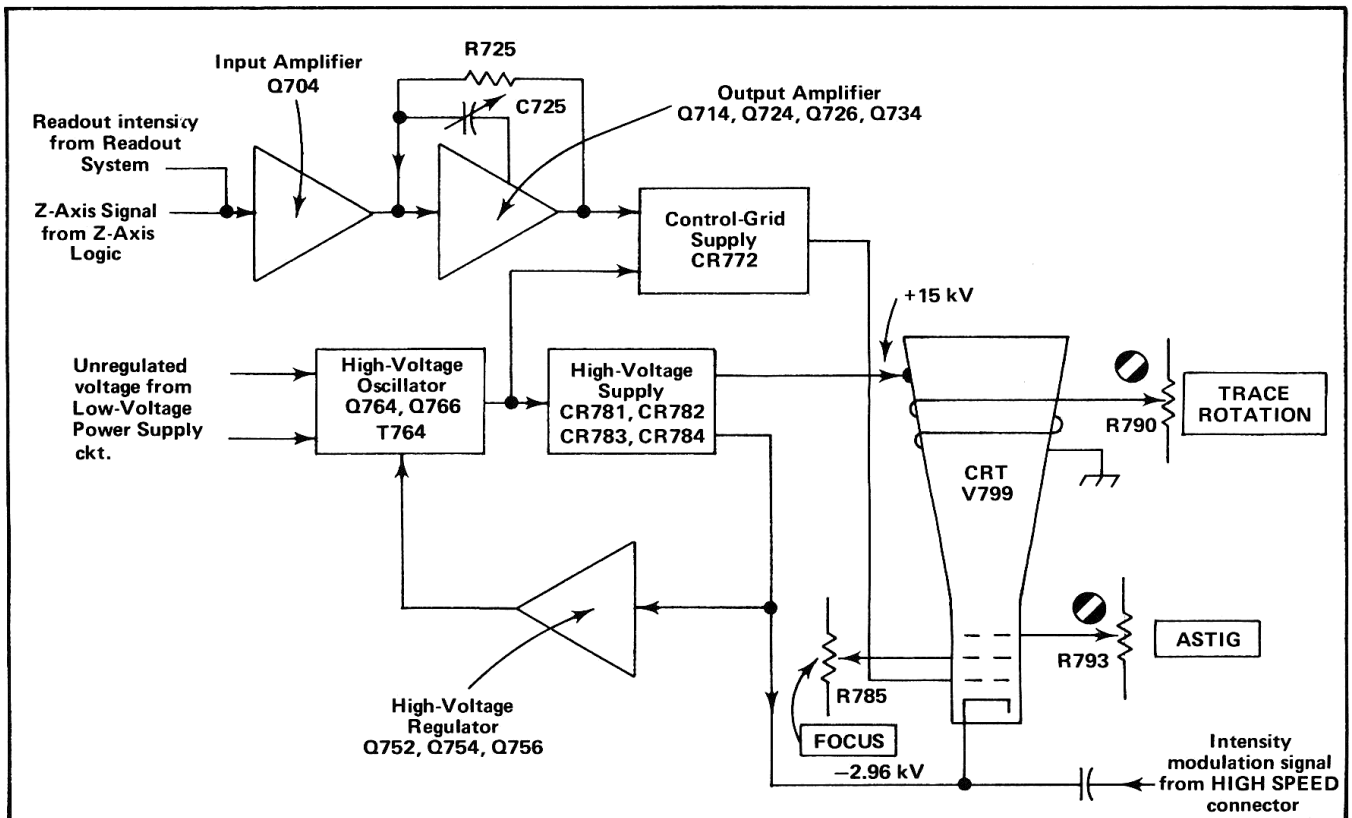 R725
Input Amplifier
Q704
C725
Output Amplifier
Q714, Q724, Q726, Q734
Readout intensity
from Readout
System
Z-Axis Signal
from Z-Axis
Logic
Control-Grid
Supply
CR772
+15 kV
Unregulated
voltage from
Low-Voltage
Power Supply
ckt.
High-Voltage
Oscillator
Q764, Q766
T764
High-Voltage
Supply
CR781, CR782
CR783, CR784
TRACE
ROTATION
R790
CRT
V799
ASTIG
R793
R785
High-Voltage
Regulator
Q752, Q754, Q756
FOCUS
−2.96 kV
Intensity
modulation signal
from HIGH SPEED
connector